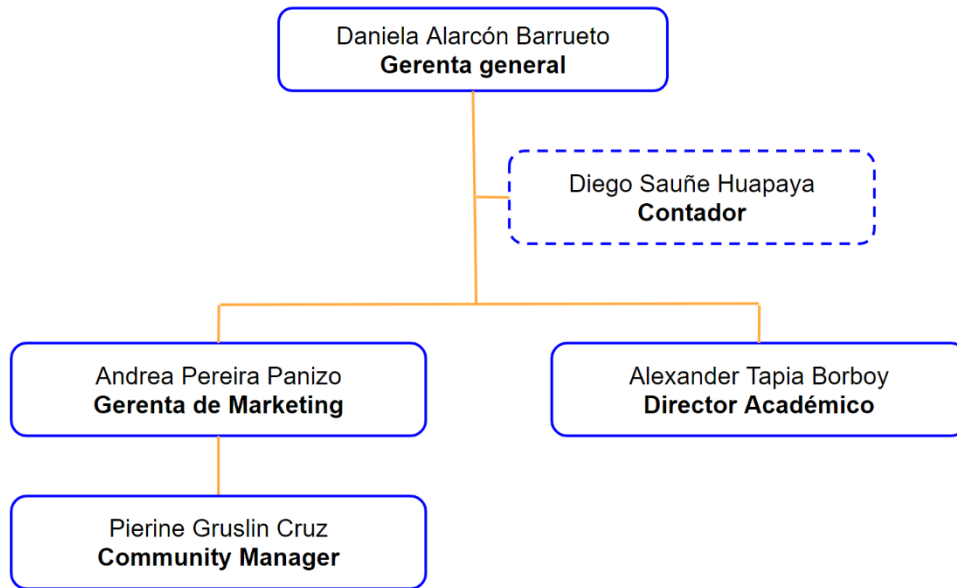 Daniela Alarcón Barrueto
Gerenta general
Diego Sauñe Huapaya
Contador
Andrea Pereira Panizo
Gerenta de Marketing
Alexander Tapia Borboy
Director Académico
Pierine Gruslin Cruz
Community Manager